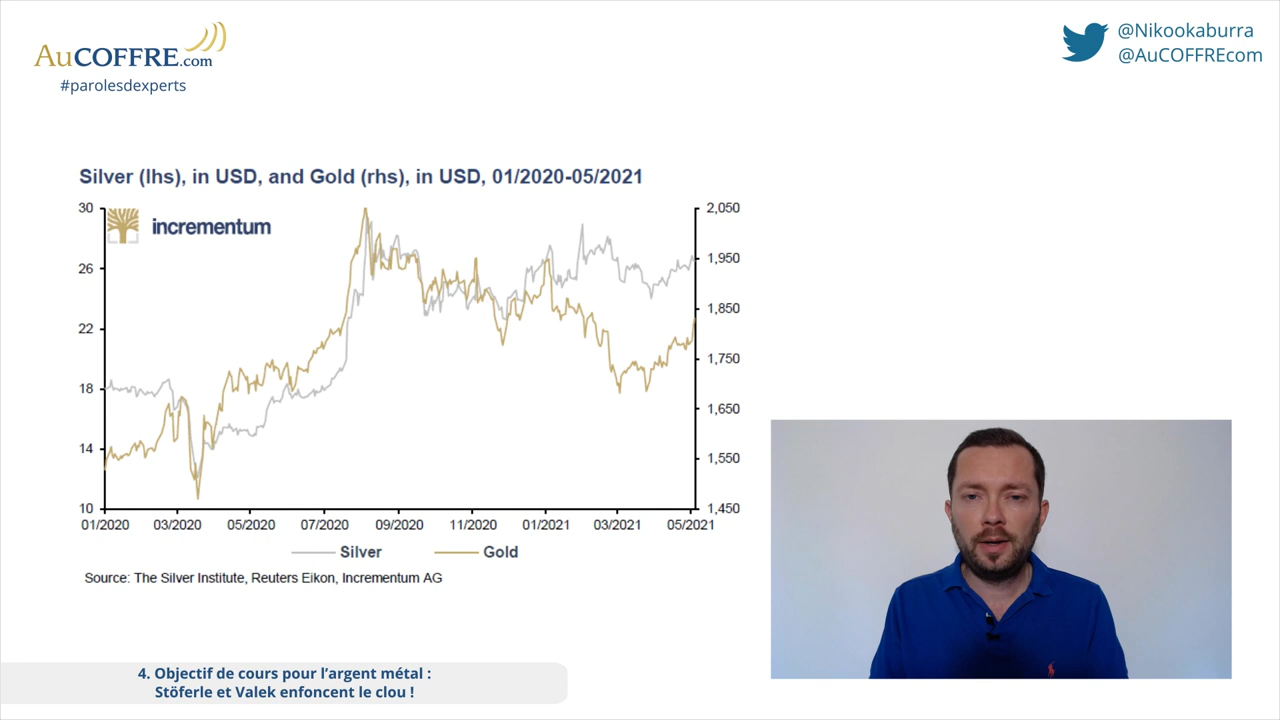 AuCOFFRE.com
#parolesdexperts
@Nikookaburra
@AuCOFFREcom
Silver (lhs), in USD, and Gold (rhs), in USD, 01/2020-05/2021
incrementum
30
26
22
18
14
10
2,050
1,950
1,850
1,750
1,650
1,550
1,450
01/2020 03/2020 05/2020 07/2020 09/2020 11/2020 01/2021 03/2021 05/2021
Silver Gold
Source: The Silver Institute, Reuters Eikon, Incrementum AG
4. Objectif de cours pour l'argent métal :
Stöferle et Valek enfoncent le clou !